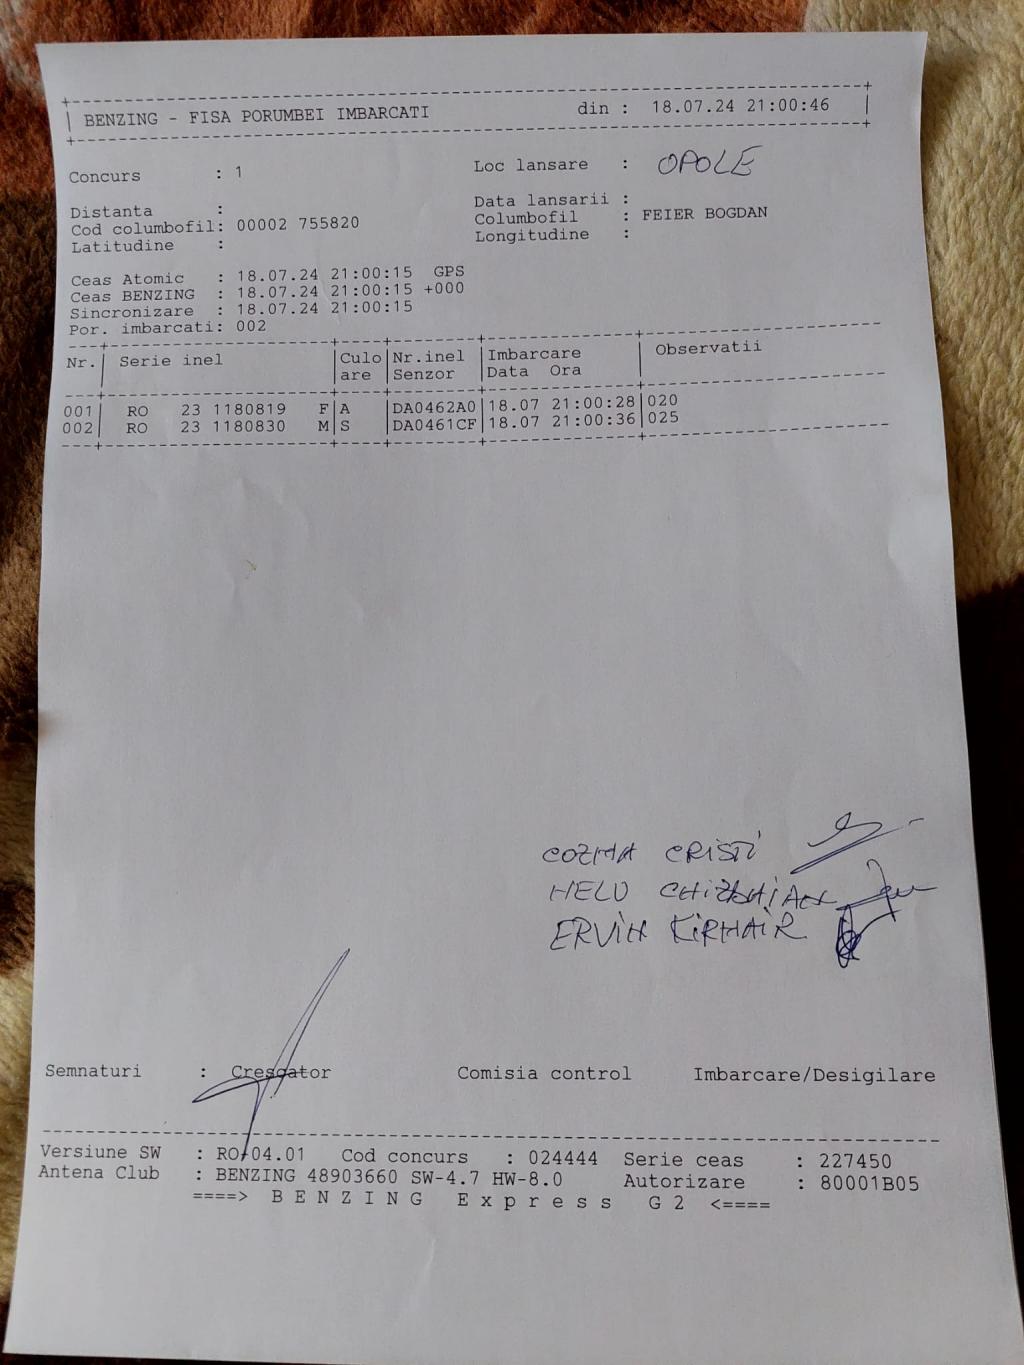 BENZING - FISA PORUMBEI IMBARCATI din : 18.07.24 21:00:46
Concurs : 1 Loc lansare : OPOLE
Distanta : Data lansarii :
Cod columbofil: 00002 755820 Columbofil : FEIER BOGDAN
Latitudine : Longitudine :
Ceas Atomic : 18.07.24 21:00:15 GPS
Ceas BENZING : 18.07.24 21:00:15 +000
Sincronizare : 18.07.24 21:00:15
Por. imbarcati: 002
Nr. Serie inel Culo Nr.inel Imbarcare Observatii
are Senzor Data Ora
001 RO 23 1180819 F A DA0462A0 18.07 21:00:28 020
002 RO 23 1180830 M S DA0461CF 18.07 21:00:36 025
COZMA CRISTI
NELU
ERVIN
Semnaturi : Crescator Comisia control Imbarcare/Desigilare
Versiune SW : RO-04.01 Cod concurs : 024444 Serie ceas : 227450
Antena Club : BENZING 48903660 SW-4.7 HW-8.0 Autorizare : 80001B05
====> B E N Z I N G E x p r e s s G 2 <====